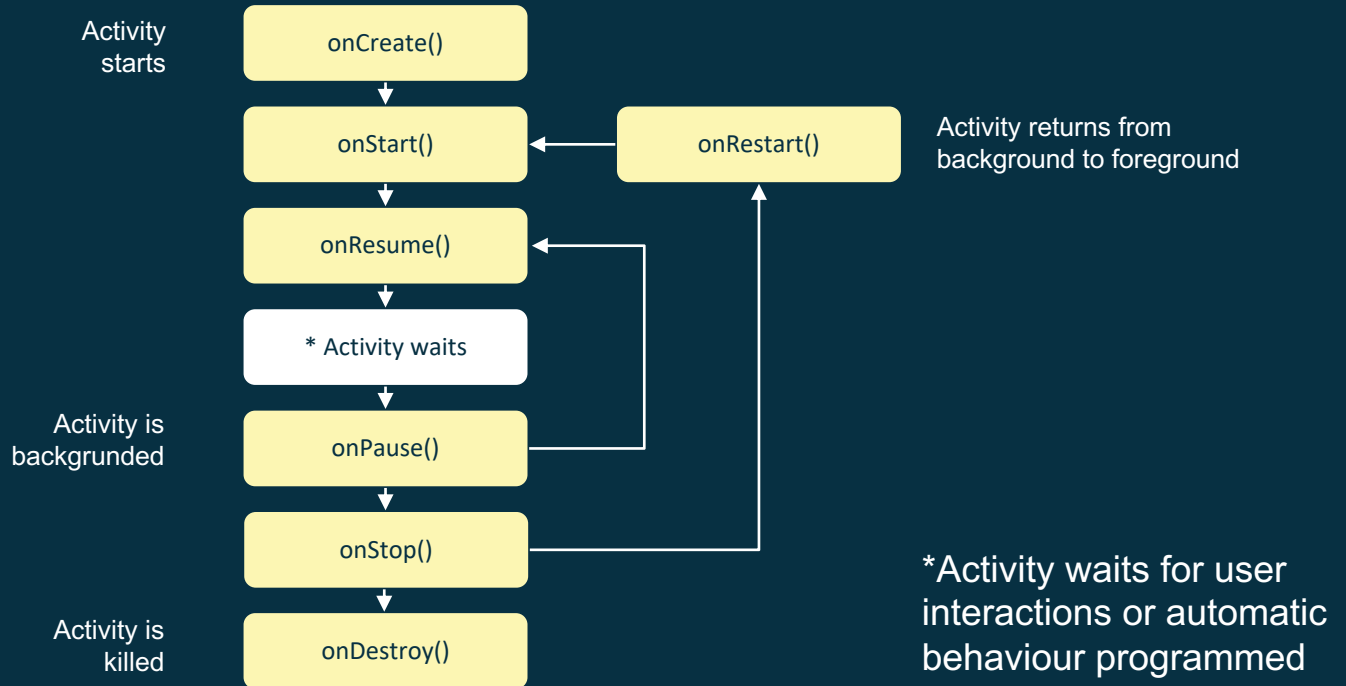 Activity
starts
onCreate()
onStart()
onRestart()
Activity returns from
background to foreground
onResume()
* Activity waits
Activity is
backgrunded
onPause()
onStop()
*Activity waits for user
interactions or automatic
behaviour programmed
Activity is
killed
onDestroy()